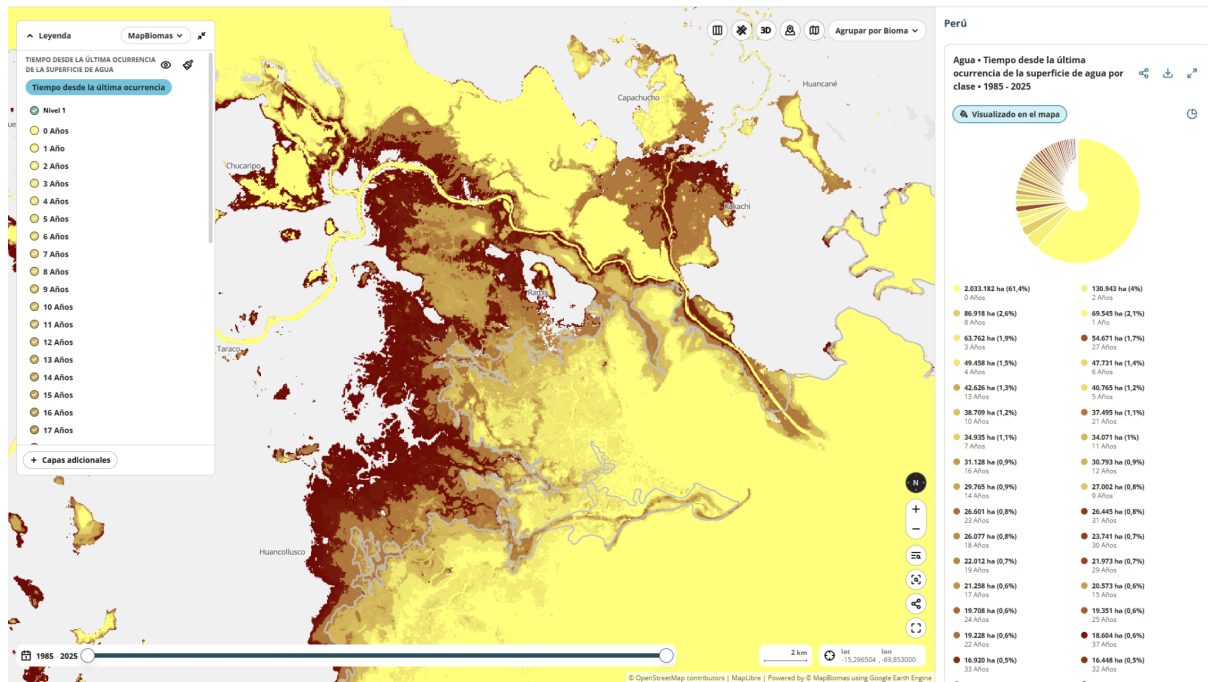 Leyenda
MapBiomas
TIEMPO DESDE LA ÚLTIMA OCURRENCIA
DE LA SUPERFICIE DE AGUA
Tiempo desde la última ocurrencia
Nivel 1
0 Años
1 Año
2 Años
3 Años
4 Años
5 Años
6 Años
7 Años
8 Años
9 Años
10 Años
11 Años
12 Años
13 Años
14 Años
15 Años
16 Años
17 Años
+ Capas adicionales
3D
Agrupar por Bioma
Huancané
Capachucho
Chucaripo
Kakachi
Ramis
Taraco
Huancollusco
N
1985 2025
2 km
lat lon
-15,296504 , -69,853000
© OpenStreetMap contributors | MapLibre | Powered by © MapBiomas using Google Earth Engine
Perú
Agua • Tiempo desde la última
ocurrencia de la superficie de agua por
clase • 1985 - 2025
Visualizado en el mapa
2.033.182 ha (61,4%) 130.943 ha (4%)
0 Años 2 Años
86.918 ha (2,6%) 69.545 ha (2,1%)
8 Años 1 Año
63.762 ha (1,9%) 54.671 ha (1,7%)
3 Años 27 Años
49.458 ha (1,5%) 47.731 ha (1,4%)
4 Años 6 Años
42.626 ha (1,3%) 40.765 ha (1,2%)
13 Años 5 Años
38.709 ha (1,2%) 37.495 ha (1,1%)
10 Años 21 Años
34.935 ha (1,1%) 34.071 ha (1%)
7 Años 11 Años
31.128 ha (0,9%) 30.793 ha (0,9%)
16 Años 12 Años
29.765 ha (0,9%) 27.002 ha (0,8%)
14 Años 9 Años
26.601 ha (0,8%) 26.445 ha (0,8%)
23 Años 31 Años
26.077 ha (0,8%) 23.741 ha (0,7%)
18 Años 30 Años
22.012 ha (0,7%) 21.973 ha (0,7%)
19 Años 29 Años
21.258 ha (0,6%) 20.573 ha (0,6%)
17 Años 15 Años
19.708 ha (0,6%) 19.351 ha (0,6%)
24 Años 25 Años
19.228 ha (0,6%) 18.604 ha (0,6%)
22 Años 37 Años
16.920 ha (0,5%) 16.448 ha (0,5%)
33 Años 32 Años